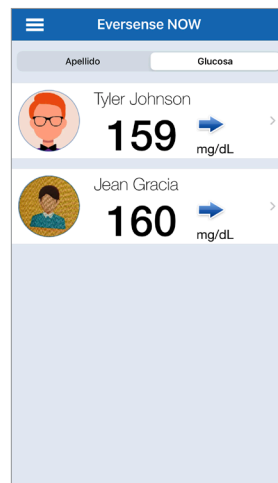 Eversense NOW
Apellido Glucosa
Tyler Johnson
159
mg/dL
Jean Gracia
160
mg/dL